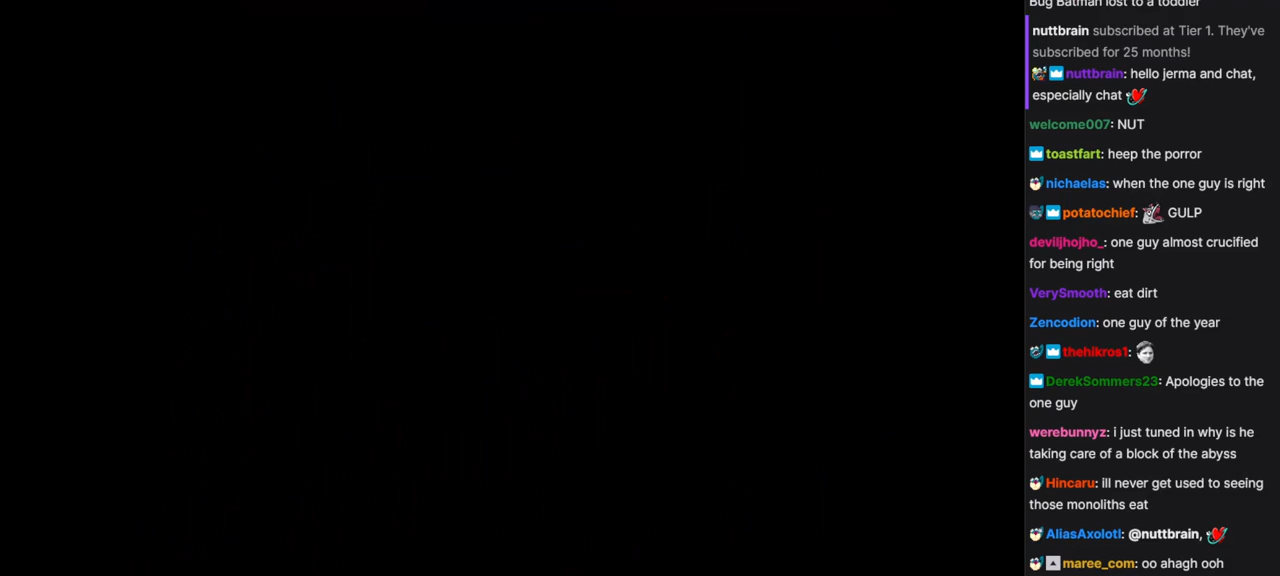 Bug Batman lost to a toddler
nuttbrain subscribed at Tier 1. They've
subscribed for 25 months!
nuttbrain: hello jerma and chat,
especially chat
welcome007: NUT
toastfart: heep the porror
nichaelas: when the one guy is right
potatochief: GULP
deviljhojho_: one guy almost crucified
for being right
VerySmooth: eat dirt
Zencodion: one guy of the year
thehikros1:
DerekSommers23: Apologies to the
one guy
werebunnyz: i just tuned in why is he
taking care of a block of the abyss
Hincaru: ill never get used to seeing
those monoliths eat
AliasAxolotl: @nuttbrain,
maree_com: oo ahagh ooh